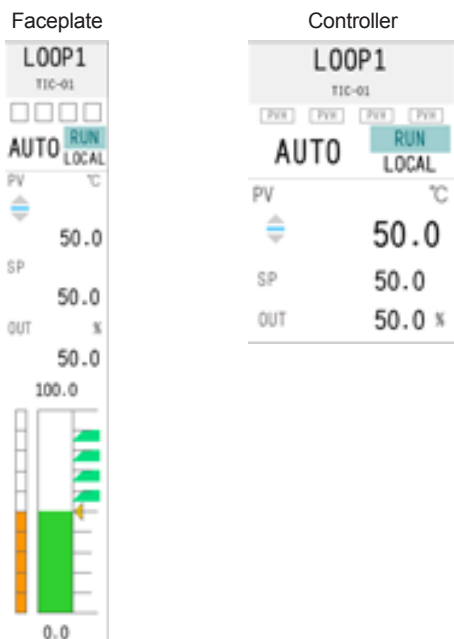 Faceplate
LOOP1
TIC-01
AUTO RUN
LOCAL
PV ℃
50.0
SP
50.0
OUT %
50.0
100.0
0.0
Controller
LOOP1
TIC-01
PVH PVH PVH PVH
AUTO RUN
LOCAL
PV ℃
50.0
SP 50.0
OUT 50.0 %